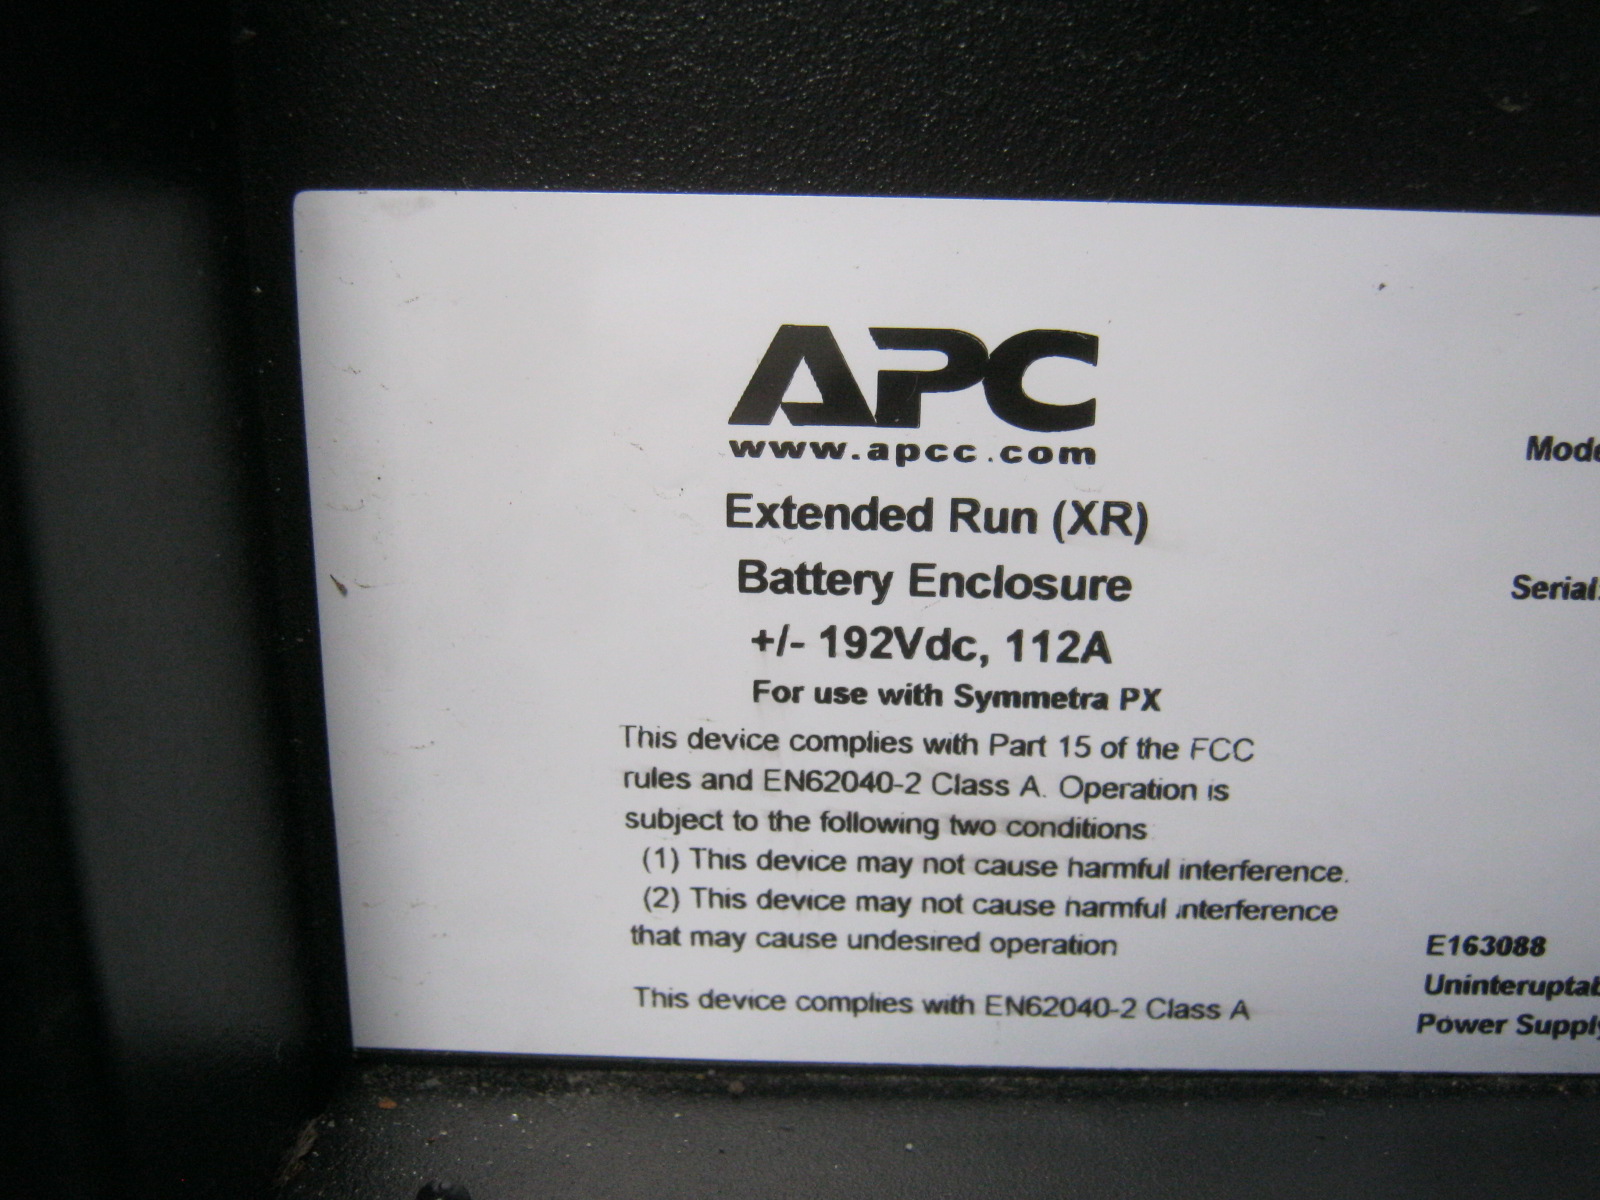 APC
www.apcc.com
Extended Run (XR)
Battery Enclosure
+/- 192Vdc, 112A
For use with Symmetra PX
This device complies with Part 15 of the FCC
rules and EN62040-2 Class A. Operation is
subject to the following two conditions
(1) This device may not cause harmful interference.
(2) This device may not cause harmful interference
that may cause undesired operation
This device complies with EN62040-2 Class A
Serial:
E163088
Power Supply